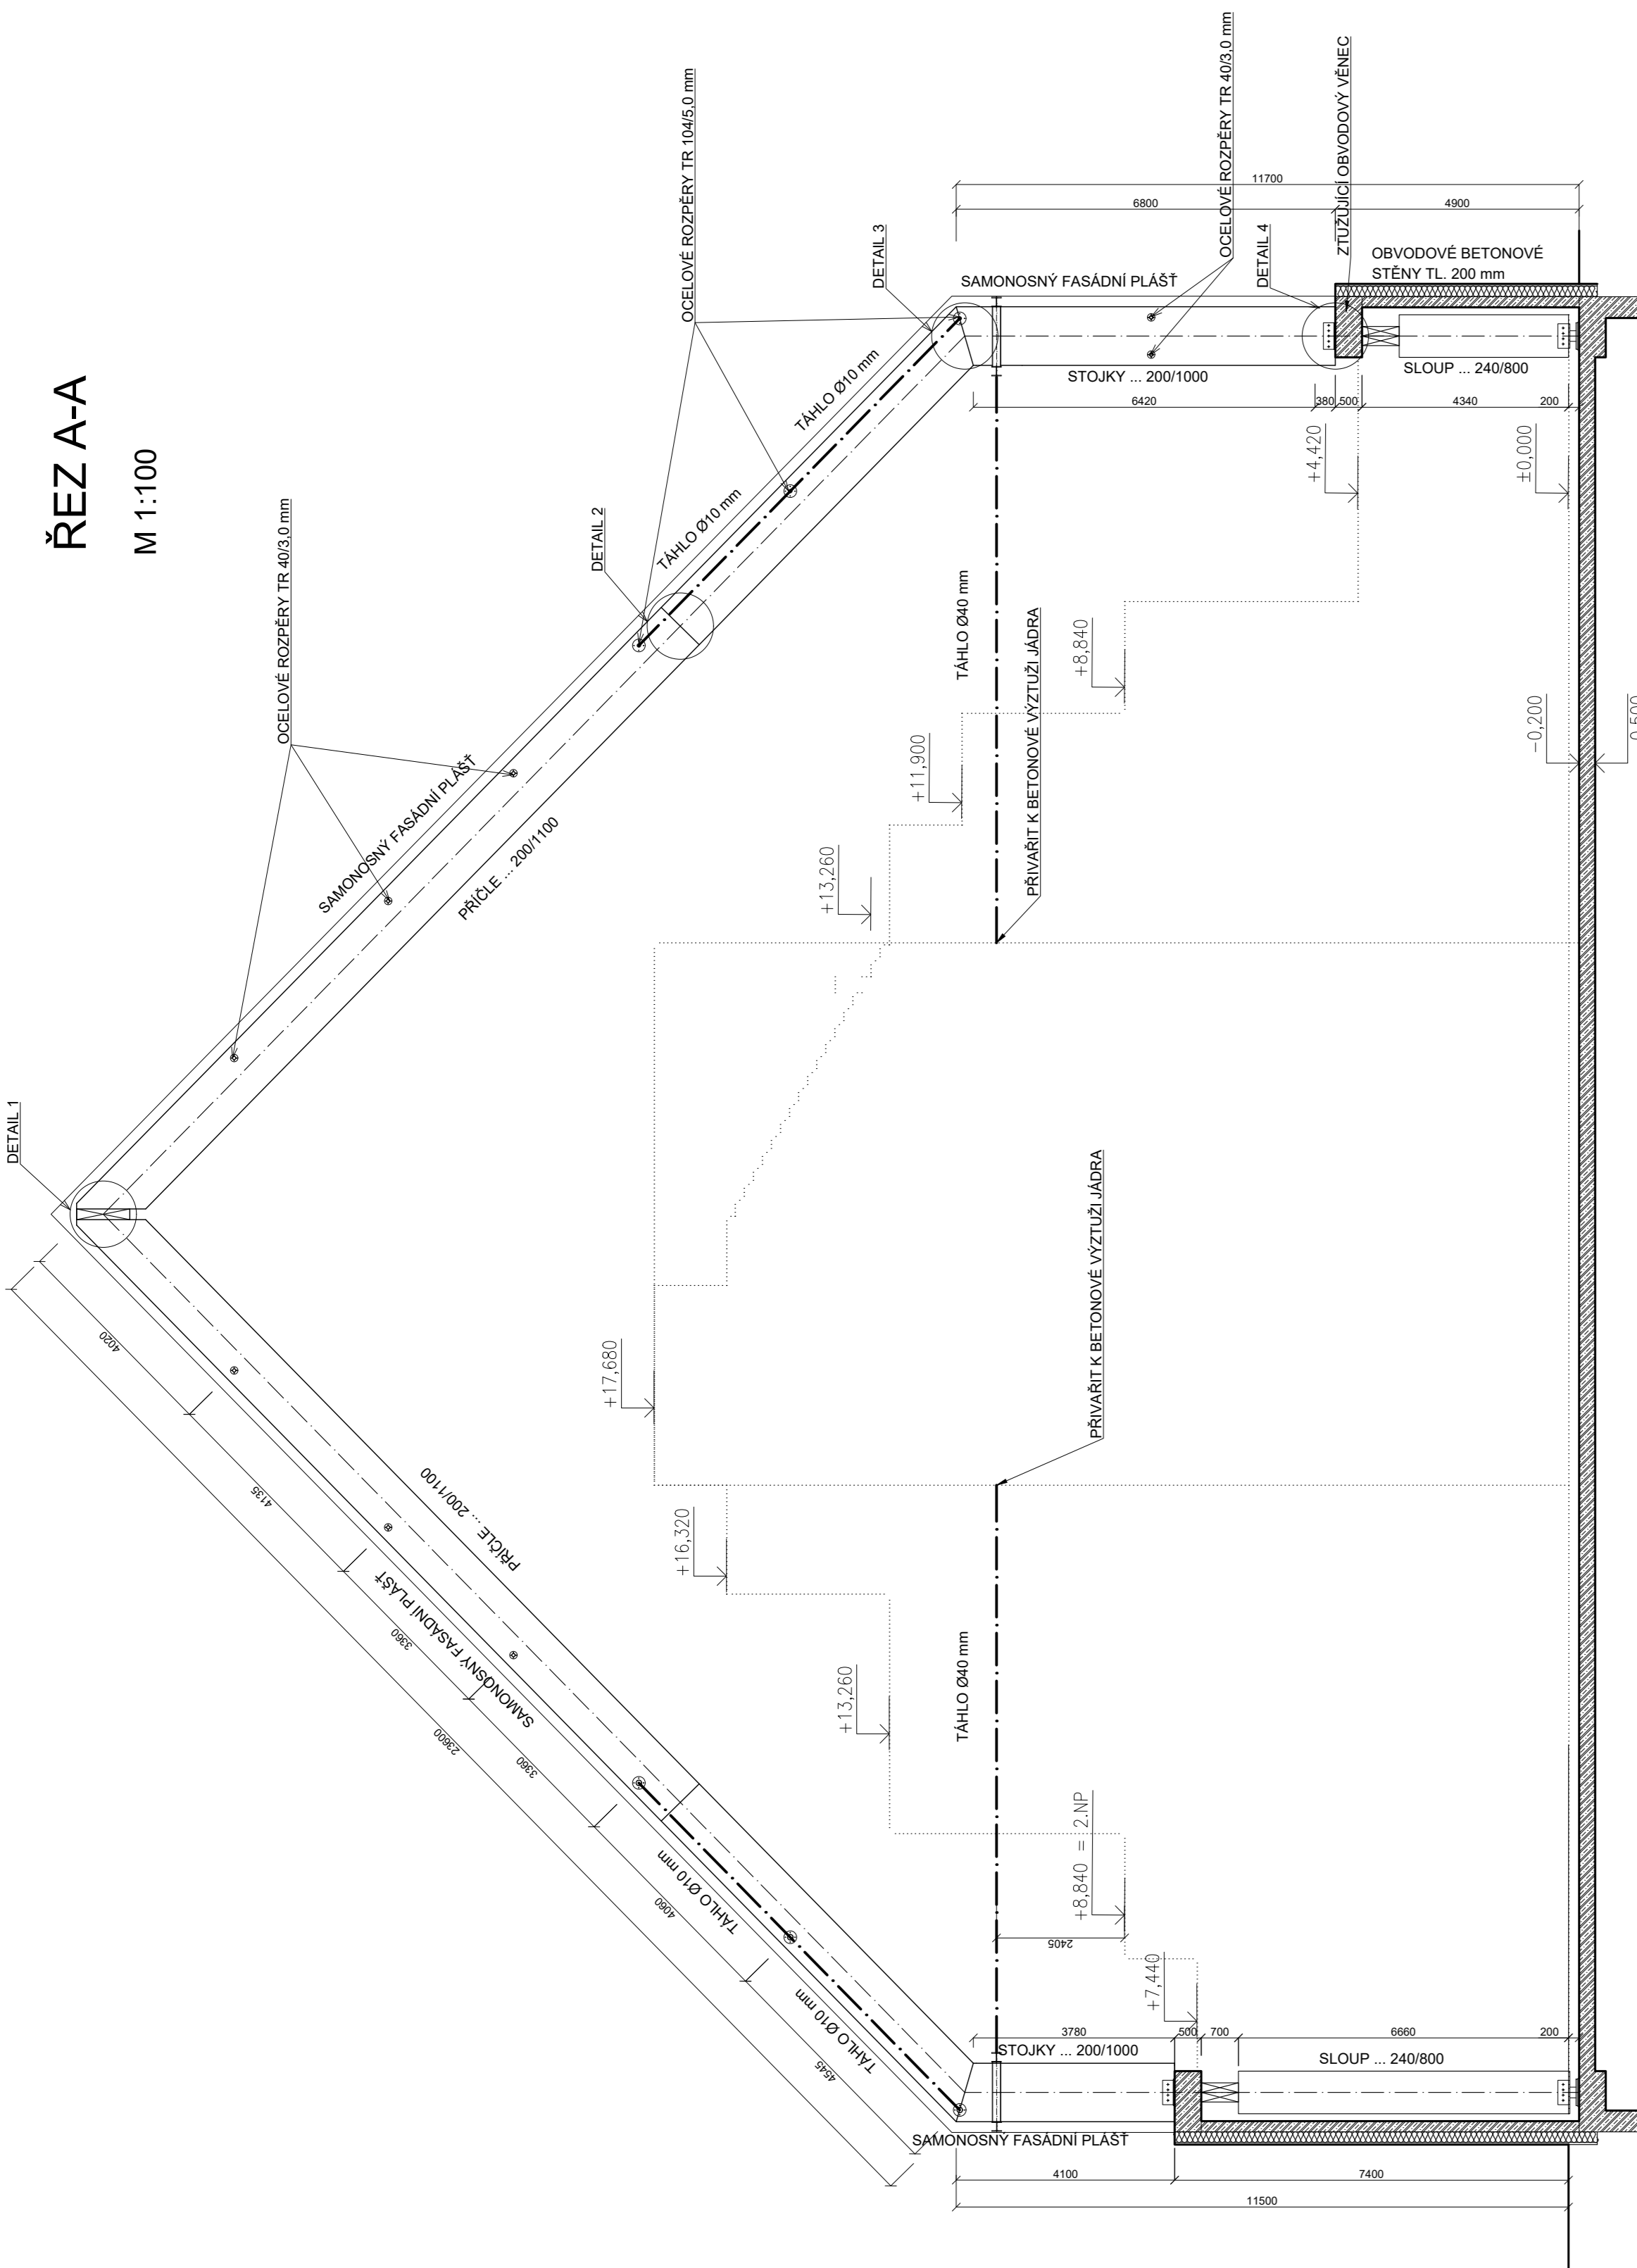 ŘEZ A-A
M 1:100
DETAIL 1
OCELOVÉ ROZPĚRY TR 40/3,0 mm
OCELOVÉ ROZPĚRY TR 104/5,0 mm
OCELOVÉ ROZPĚRY TR 40/3,0 mm
ZTUŽUJÍCÍ OBVODOVÝ VĚNEC
DETAIL 2
DETAIL 3
DETAIL 4
TÁHLO Ø10 mm
TÁHLO Ø10 mm
SAMONOSNÝ FASÁDNÍ PLÁŠŤ
PŘÍČLE ... 200/1100
SAMONOSNÝ FASÁDNÍ PLÁŠŤ
11700
6800
4900
OBVODOVÉ BETONOVÉ
STĚNY TL. 200 mm
STOJKY ... 200/1000
SLOUP ... 240/800
6420
380
500
4340
200
+4,420
±0,000
TÁHLO Ø40 mm
+8,840
+11,900
+13,260
PŘIVAŘIT K BETONOVÉ VÝZTUŽI JÁDRA
-0,200
+17,680
+16,320
+13,260
PŘIVAŘIT K BETONOVÉ VÝZTUŽI JÁDRA
TÁHLO Ø40 mm
+8,840 = 2.NP
2405
+7,440
4020
4135
3360
3360
4060
4545
23600
PŘÍČLE ... 200/1100
SAMONOSNÝ FASÁDNÍ PLÁŠŤ
TÁHLO Ø10 mm
TÁHLO Ø10 mm
3780
500
700
6660
200
STOJKY ... 200/1000
SLOUP ... 240/800
SAMONOSNÝ FASÁDNÍ PLÁŠŤ
4100
7400
11500